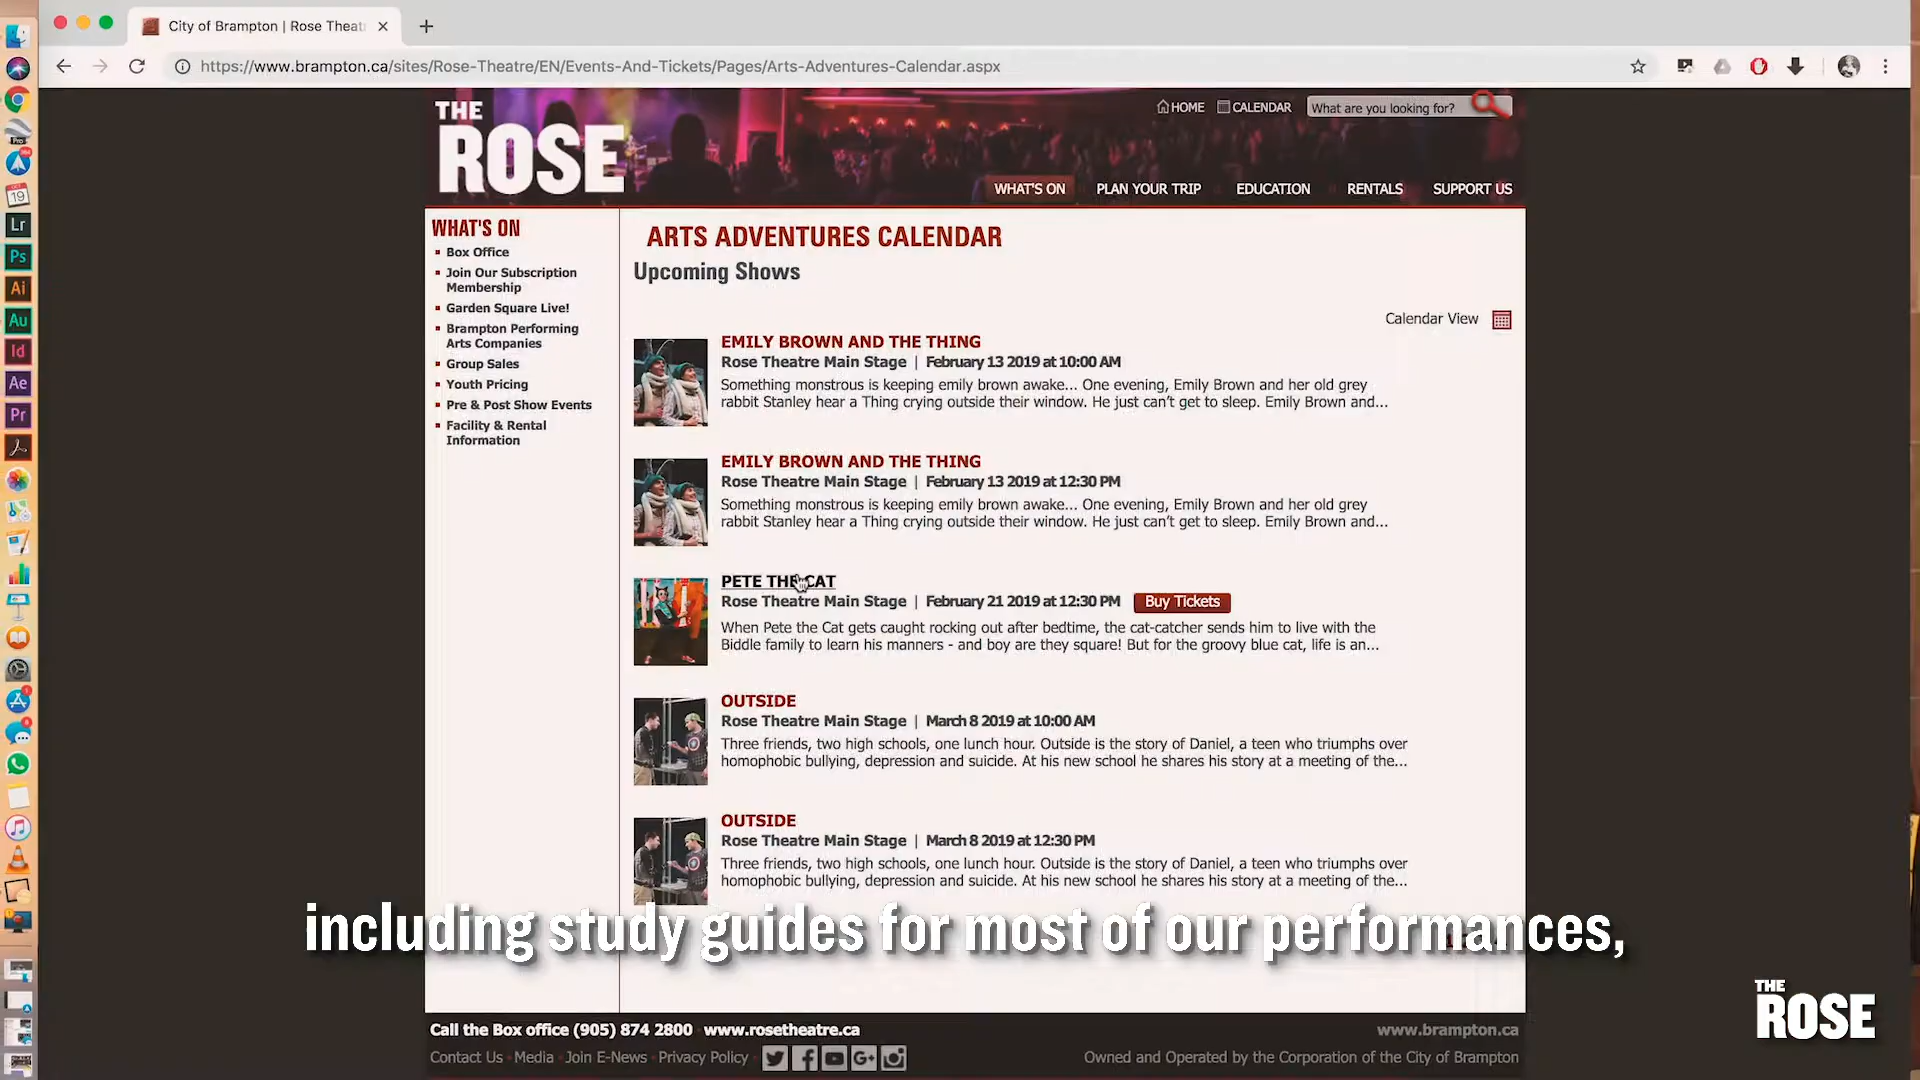 City of Brampton | Rose Theat
https://www.brampton.ca/sites/Rose-Theatre/EN/Events-And-Tickets/Pages/Arts-Adventures-Calendar.aspx
THE
ROSE
HOME
CALENDAR
What are you looking for?
WHAT'S ON
PLAN YOUR TRIP
EDUCATION
RENTALS
SUPPORT US
WHAT'S ON
Box Office
Join Our Subscription
Membership
Garden Square Live!
Brampton Performing
Arts Companies
Group Sales
Youth Pricing
Pre & Post Show Events
Facility & Rental
Information
ARTS ADVENTURES CALENDAR
Upcoming Shows
Calendar View
EMILY BROWN AND THE THING
Rose Theatre Main Stage | February 13 2019 at 10:00 AM
Something monstrous is keeping emily brown awake... One evening, Emily Brown and her old grey
rabbit Stanley hear a Thing crying outside their window. He just can't get to sleep. Emily Brown and...
EMILY BROWN AND THE THING
Rose Theatre Main Stage | February 13 2019 at 12:30 PM
Something monstrous is keeping emily brown awake... One evening, Emily Brown and her old grey
rabbit Stanley hear a Thing crying outside their window. He just can't get to sleep. Emily Brown and...
PETE THE CAT
Rose Theatre Main Stage | February 21 2019 at 12:30 PM Buy Tickets
When Pete the Cat gets caught rocking out after bedtime, the cat-catcher sends him to live with the
Biddle family to learn his manners - and boy are they square! But for the groovy blue cat, life is an...
OUTSIDE
Rose Theatre Main Stage | March 8 2019 at 10:00 AM
Three friends, two high schools, one lunch hour. Outside is the story of Daniel, a teen who triumphs over
homophobic bullying, depression and suicide. At his new school he shares his story at a meeting of the...
OUTSIDE
Rose Theatre Main Stage | March 8 2019 at 12:30 PM
Three friends, two high schools, one lunch hour. Outside is the story of Daniel, a teen who triumphs over
homophobic bullying, depression and suicide. At his new school he shares his story at a meeting of the...
including study guides for most of our performances,
Call the Box office (905) 874 2800 www.rosetheatre.ca
www.brampton.ca
Contact Us Media Join E-News Privacy Policy
Owned and Operated by the Corporation of the City of Brampton
THE
ROSE
19
Lr
Ps
Ai
Au
Id
Ae
Pr